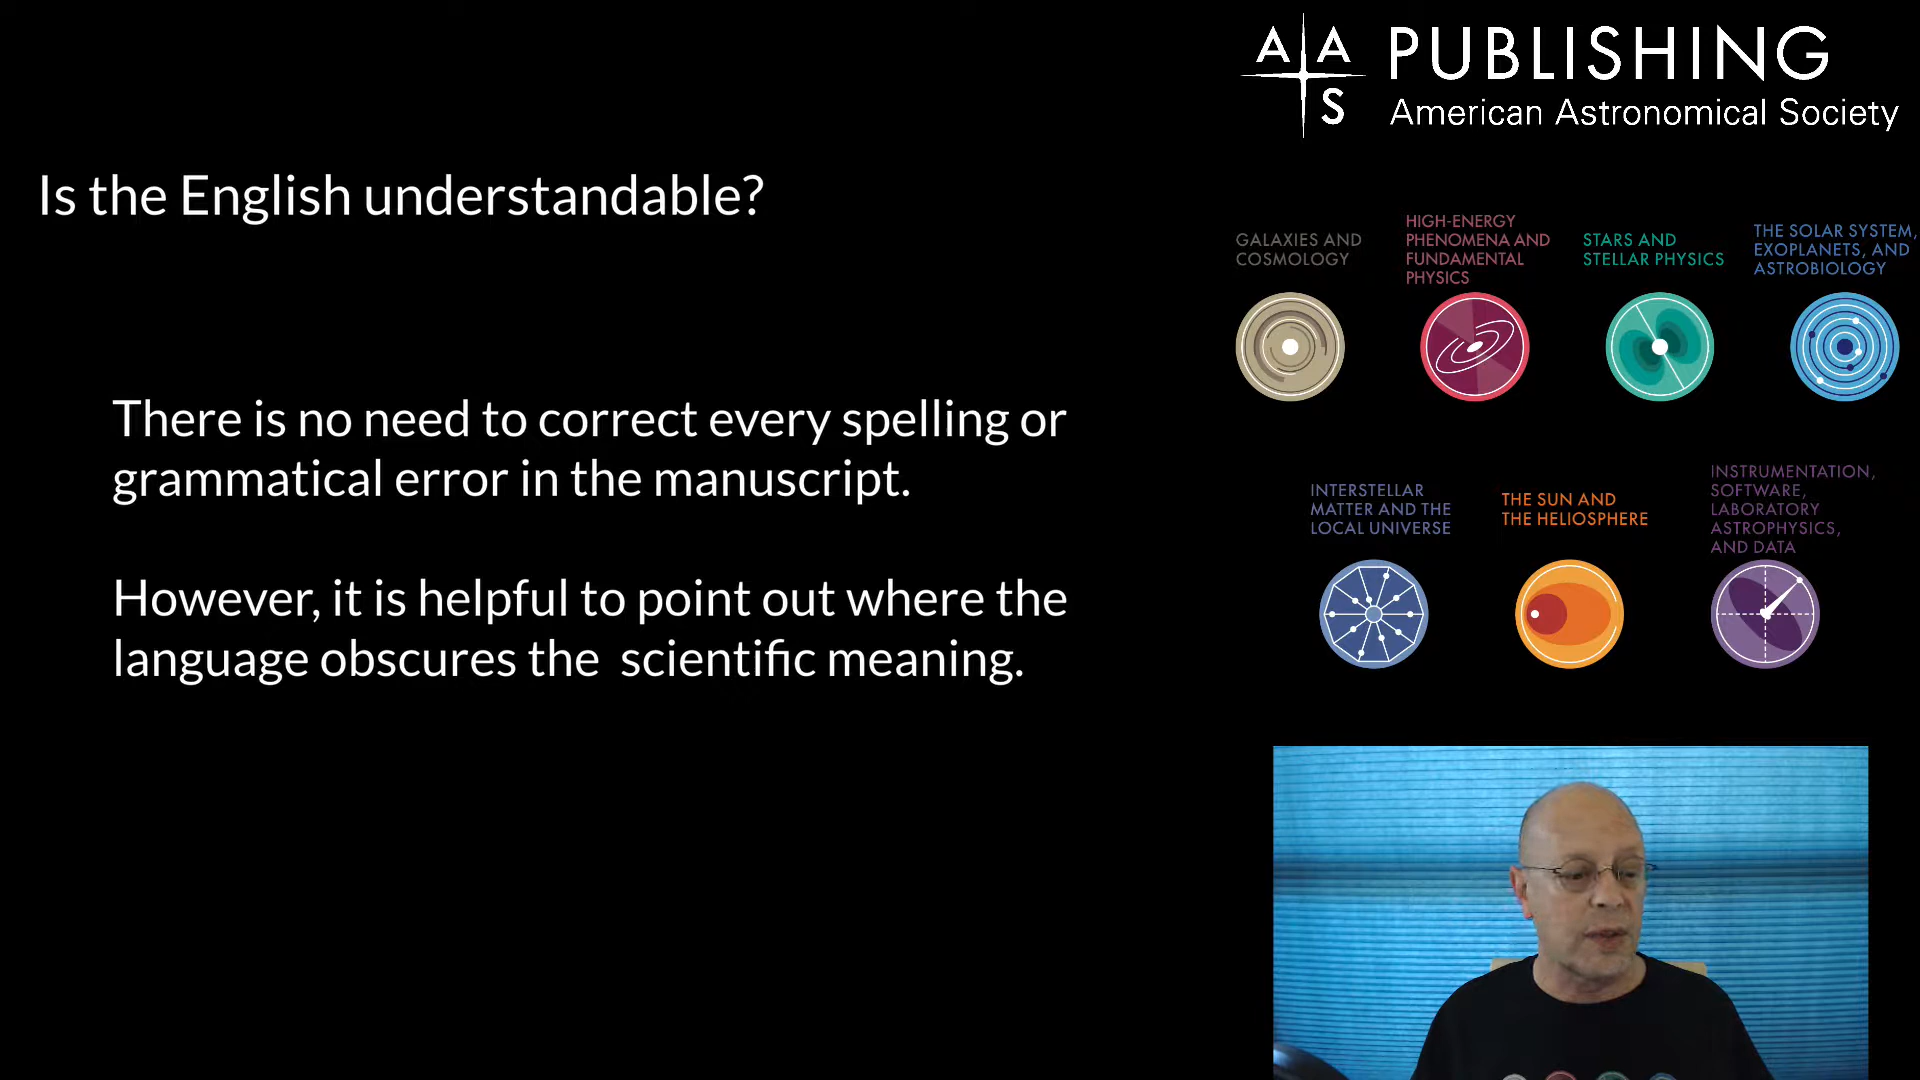 A A
S
PUBLISHING
American Astronomical Society
Is the English understandable?
There is no need to correct every spelling or
grammatical error in the manuscript.
However, it is helpful to point out where the
language obscures the  scientific meaning.
GALAXIES AND
COSMOLOGY
HIGH-ENERGY
PHENOMENA AND
FUNDAMENTAL
PHYSICS
STARS AND
STELLAR PHYSICS
THE SOLAR SYSTEM,
EXOPLANETS, AND
ASTROBIOLOGY
INTERSTELLAR
MATTER AND THE
LOCAL UNIVERSE
THE SUN AND
THE HELIOSPHERE
INSTRUMENTATION,
SOFTWARE,
LABORATORY
ASTROPHYSICS,
AND DATA